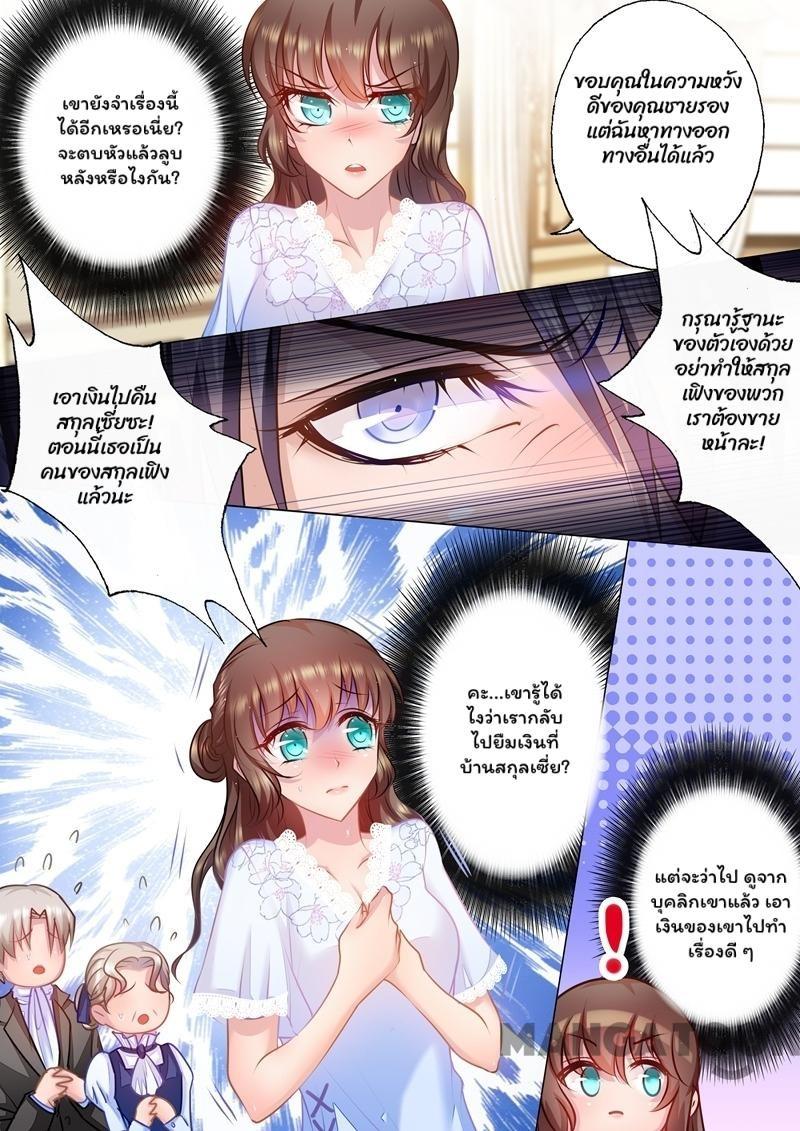 เขายังจำเรื่องนี้
ได้อีกเหรอเนี่ย?
จะตบหัวแล้วลูบ
หลังหรือไงกัน?
ขอบคุณในความหวัง
ดีของคุณชายรอง
แต่ฉันหาทางออก
ทางอื่นได้แล้ว
กรุณารู้ฐานะ
ของตัวเองด้วย
อย่าทำให้สกุล
เฟิงของพวก
เราต้องขาย
หน้าละ!
เอาเงินไปคืน
สกุลเซี่ยซะ!
ตอนนี้เธอเป็น
คนของสกุลเฟิง
แล้วนะ
คะ...เขารู้ได้
ไงว่าเรากลับ
ไปยืมเงินที่
บ้านสกุลเซี่ย?
แต่จะว่าไป ดูจาก
บุคลิกเขาแล้ว เอา
เงินของเขาไปทำ
เรื่องดี ๆ
!
MANGATOON